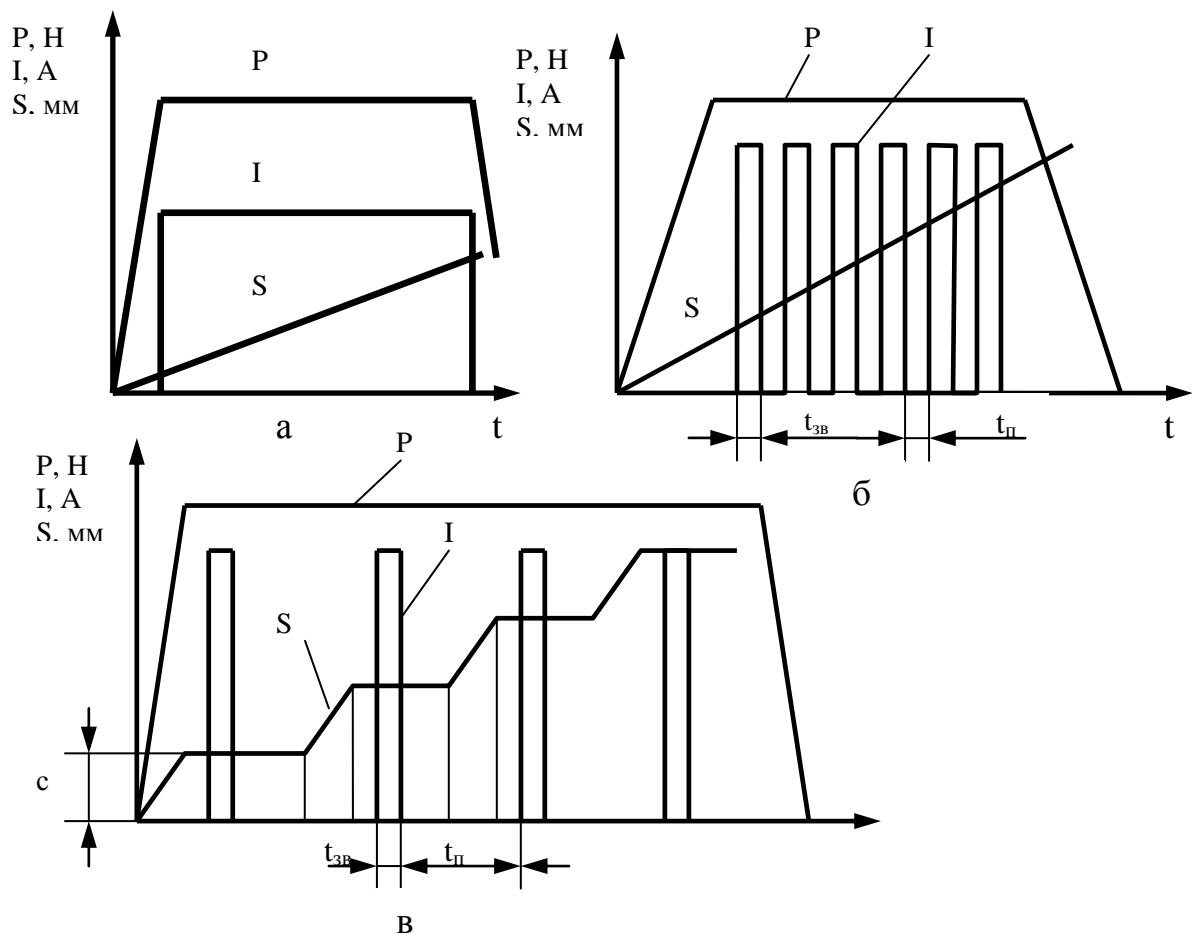 P, Н
I, А
S, мм
P
I
S
а
t
P, Н
I, А
S, мм
P
I
S
tзв
tп
t
б
P, Н
I, А
S, мм
P
I
S
с
tзв
tп
в